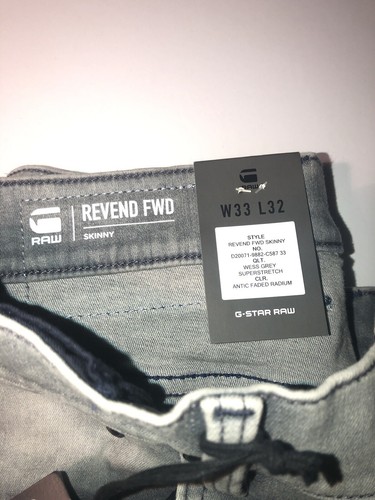 REVEND FWD
RAW
SKINNY
RAW
W33 L32
STYLE
REVEND FWD SKINNY
NO.
D20071-9882-C587 33
QLT.
WESS GREY
SUPERSTRETCH
CLR.
ANTIC FADED RADIUM
G-STAR RAW